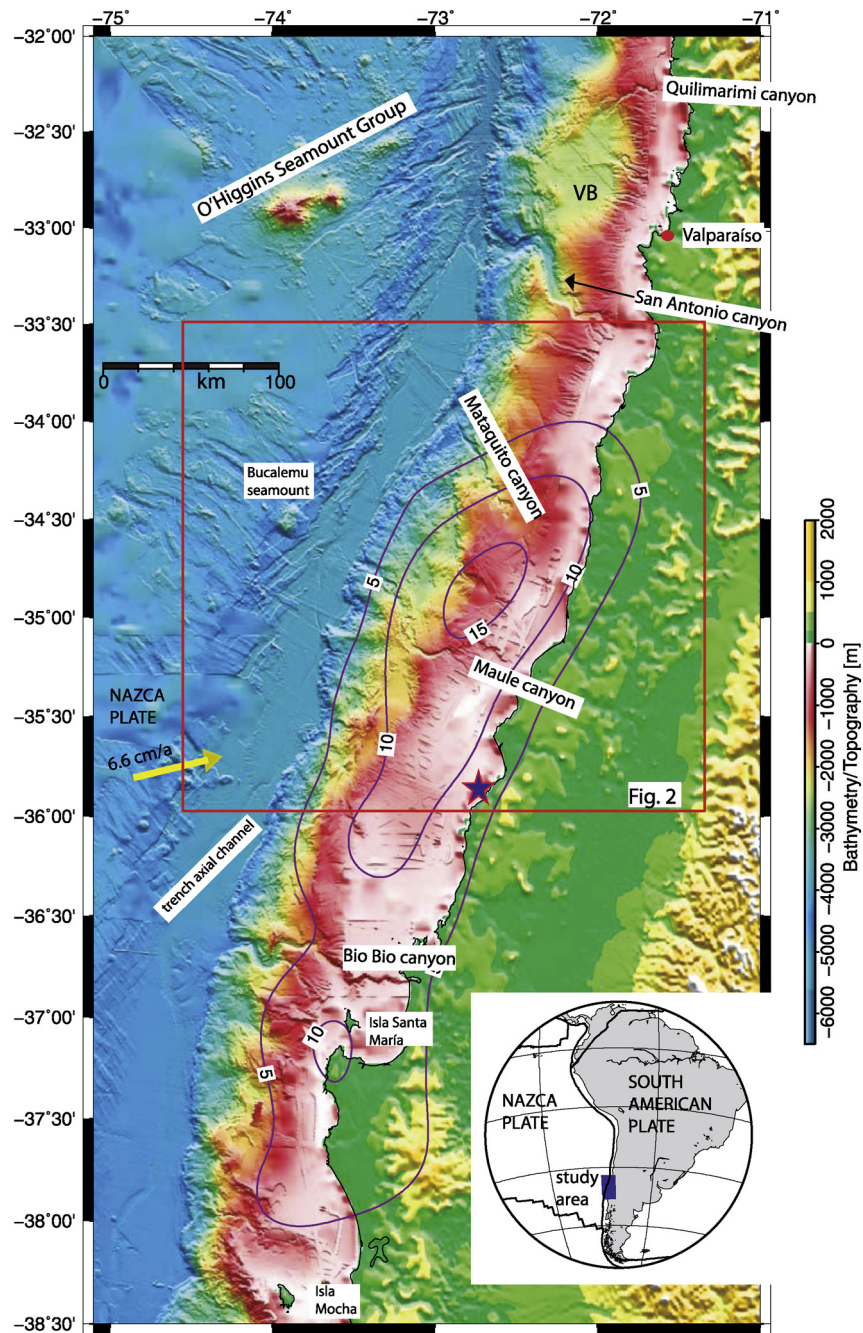 −75°
−74°
−73°
−72°
−71°
−32°00'
−32°30'
−33°00'
−33°30'
−34°00'
−34°30'
−35°00'
−35°30'
−36°00'
−36°30'
−37°00'
−37°30'
−38°00'
−38°30'
Quilimarimi canyon
O'Higgins Seamount Group
VB
Valparaíso
San Antonio canyon
0 km 100
Mataquito canyon
Bucalemu
seamount
5
5
10
15
10
Maule canyon
NAZCA
PLATE
6.6 cm/a
Fig. 2
trench axial channel
Bio Bio canyon
10
Isla Santa
María
5
Isla
Mocha
NAZCA
PLATE
SOUTH
AMERICAN
PLATE
study
area
2000
1000
0
−1000
−2000
−3000
−4000
−5000
−6000
Bathymetry/Topography [m]